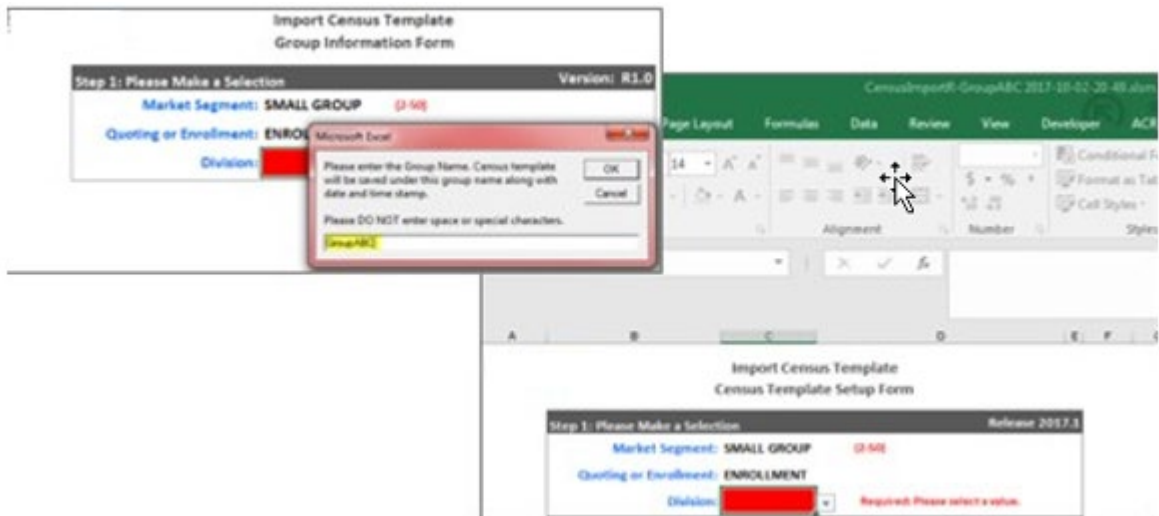 Import Census Template
Group Information Form
Step 1: Please Make a Selection Version: R1.0
Market Segment: SMALL GROUP (2-50)
Quoting or Enrollment: ENROL
Division:
Microsoft Excel
Please enter the Group Name. Census template
will be saved under this group name along with
date and time stamp.
Please DO NOT enter space or special characters.
OK
Cancel
GroupABC
CensusImportR-GroupABC 2017-10-02-20-48.xlsm
Page Layout Formulas Data Review View Developer ACR
14 A A
$ % ,
Conditional F
Format as Tab
Cell Styles
Alignment Number Styles
fx
A B C D E F G
Import Census Template
Census Template Setup Form
Step 1: Please Make a Selection Release 2017.1
Market Segment: SMALL GROUP (2-50)
Quoting or Enrollment: ENROLLMENT
Division: Required: Please select a value.